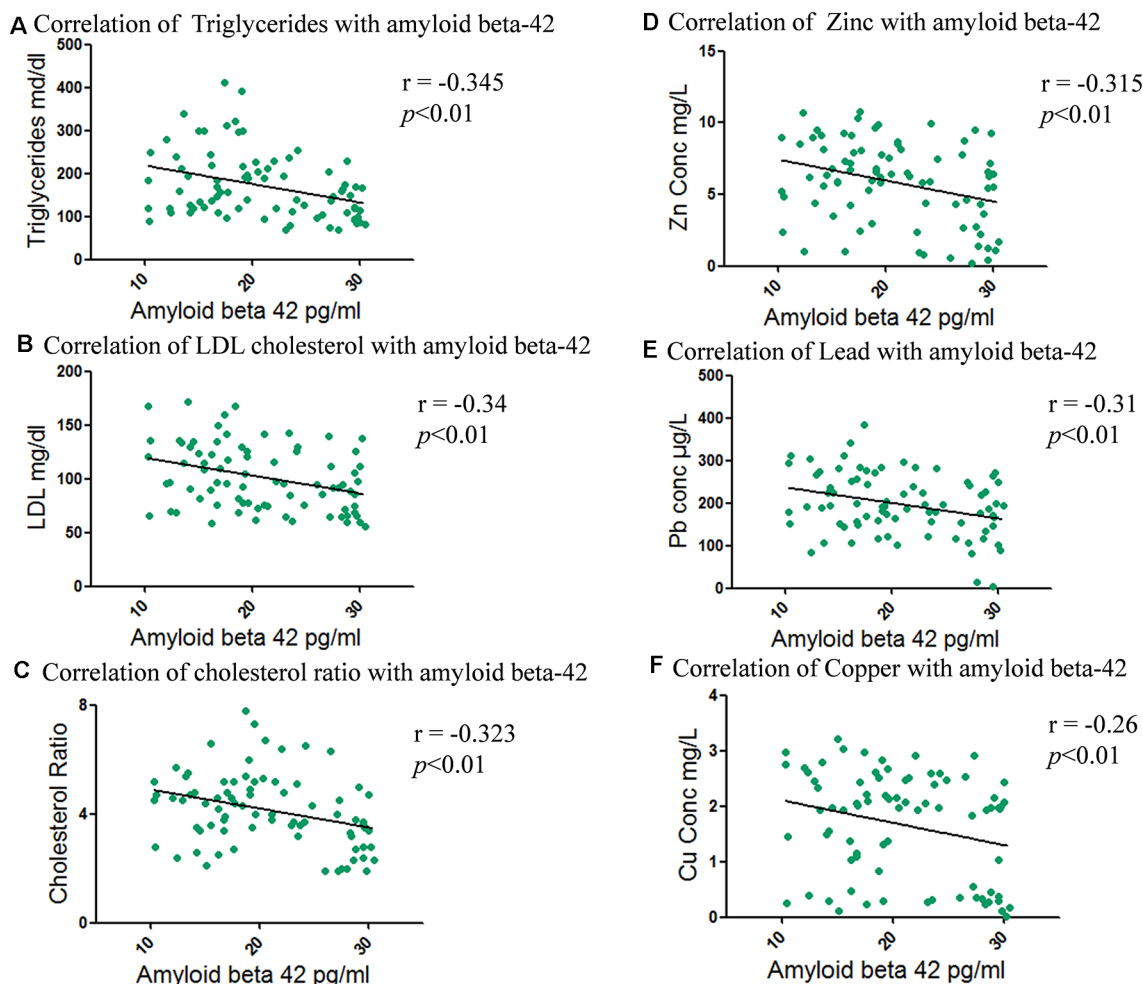 A Correlation of Triglycerides with amyloid beta-42
500
400
300
200
100
0
Triglycerides md/dl
r = -0.345
p<0.01
10
20
30
Amyloid beta 42 pg/ml
B Correlation of LDL cholesterol with amyloid beta-42
200
150
100
50
0
LDL mg/dl
r = -0.34
p<0.01
10
20
30
Amyloid beta 42 pg/ml
C Correlation of cholesterol ratio with amyloid beta-42
8
4
0
Cholesterol Ratio
r = -0.323
p<0.01
10
20
30
Amyloid beta 42 pg/ml
D Correlation of Zinc with amyloid beta-42
15
10
5
0
Zn Conc mg/L
r = -0.315
p<0.01
10
20
30
Amyloid beta 42 pg/ml
E Correlation of Lead with amyloid beta-42
500
400
300
200
100
0
Pb conc µg/L
r = -0.31
p<0.01
10
20
30
Amyloid beta 42 pg/ml
F Correlation of Copper with amyloid beta-42
4
3
2
1
0
Cu Conc mg/L
r = -0.26
p<0.01
10
20
30
Amyloid beta 42 pg/ml